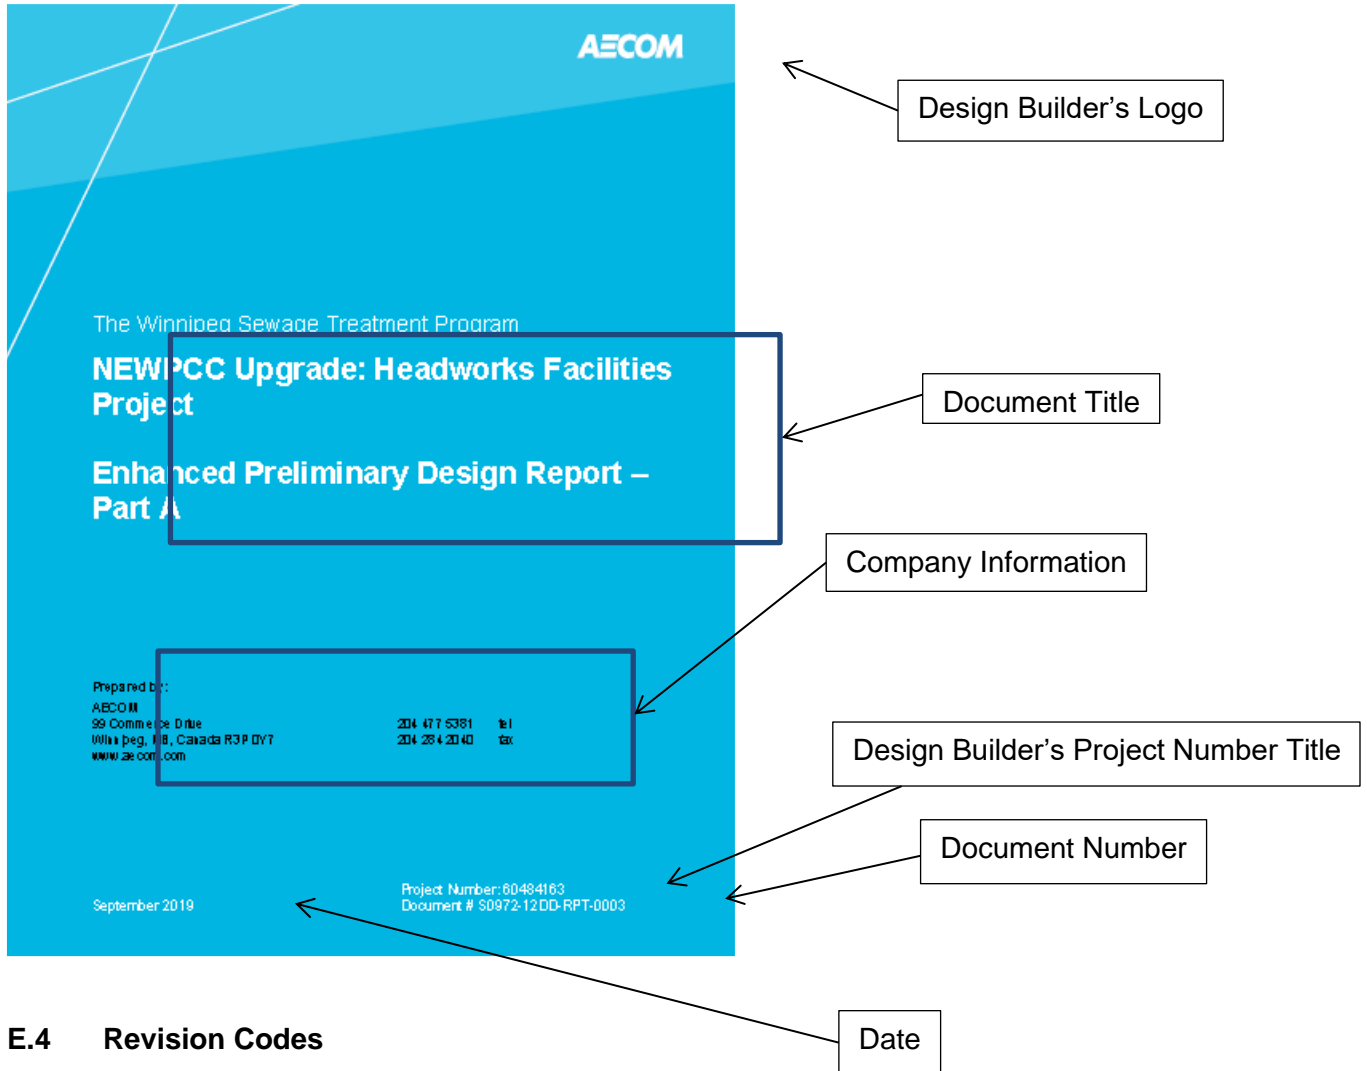 AECOM
Design Builder’s Logo
The Winnipeg Sewage Treatment Program
NEWPCC Upgrade: Headworks Facilities
Project
Document Title
Enhanced Preliminary Design Report –
Part A
Company Information
Prepared by:
AECOM
99 Commerce Drive 204 477 5381 tel
Winnipeg, MB, Canada R3P 0Y7 204 284 2040 fax
www.aecom.com
Design Builder’s Project Number Title
Document Number
Project Number: 60484163
September 2019 Document # S0972-12DD-RPT-0003
E.4 Revision Codes
Date